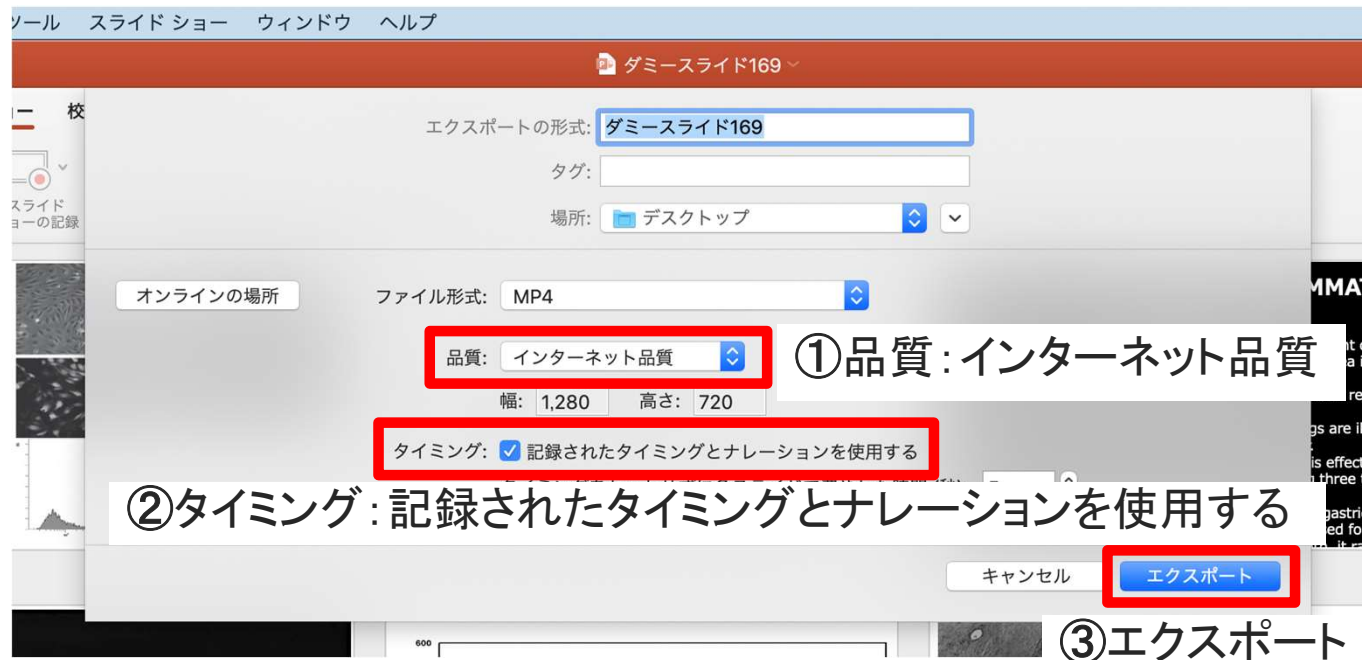 ツール スライド ショー ウィンドウ ヘルプ
ダミースライド169
校
エクスポートの形式: ダミースライド169
タグ:
場所: デスクトップ
スライド
ョーの記録
オンラインの場所
ファイル形式: MP4
品質: インターネット品質
①品質:インターネット品質
幅: 1,280 高さ: 720
タイミング: 記録されたタイミングとナレーションを使用する
②タイミング:記録されたタイミングとナレーションを使用する
キャンセル エクスポート
③エクスポート
600